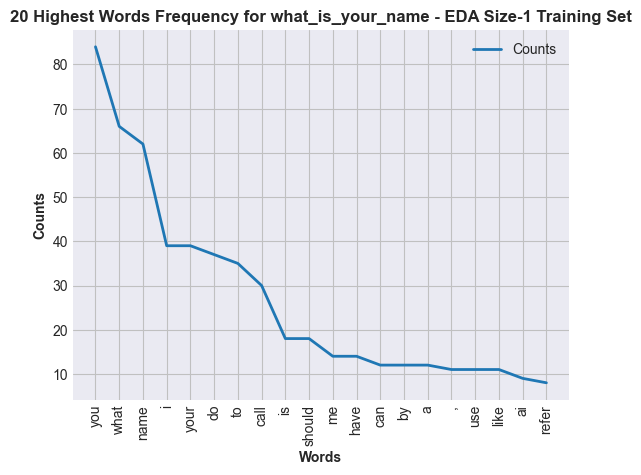 20 Highest Words Frequency for what_is_your_name - EDA Size-1 Training Set
Counts
80
70
60
50
40
30
20
10
Counts
you
what
name
i
your
do
to
call
is
should
me
have
can
by
a
,
use
like
ai
refer
Words